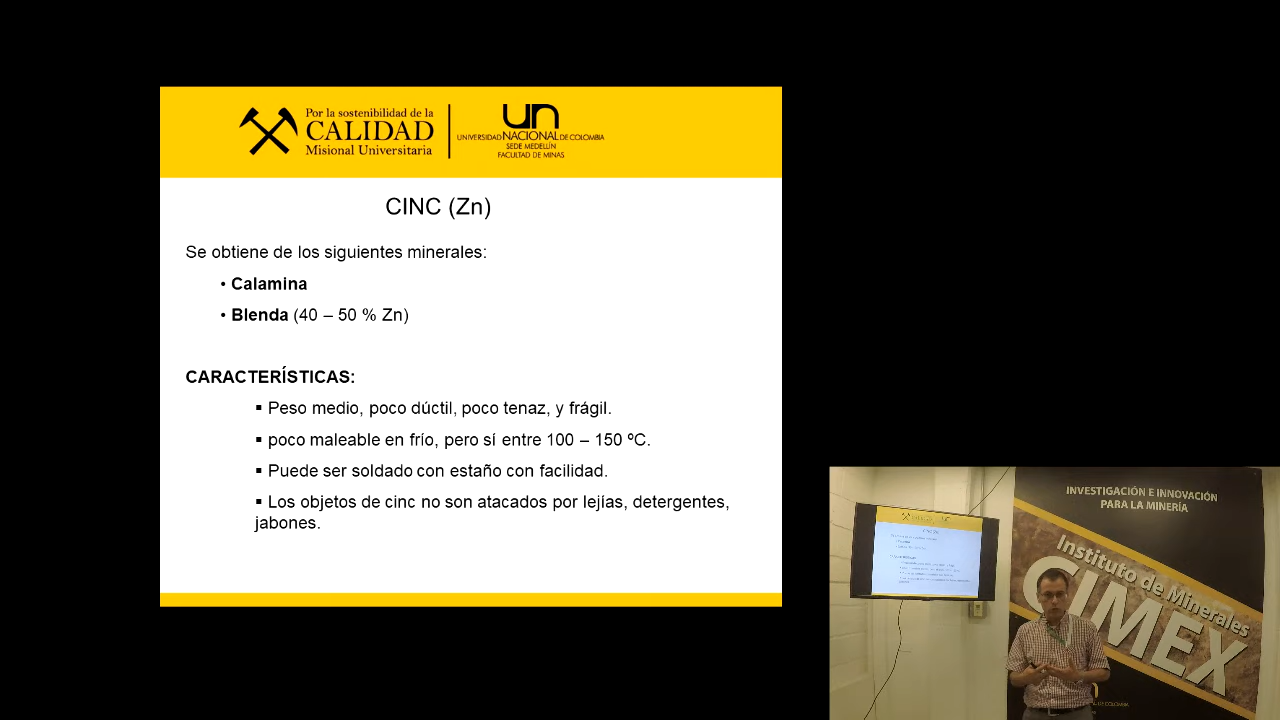 Por la sostenibilidad de la
CALIDAD
Misional Universitaria
un
UNIVERSIDAD NACIONAL DE COLOMBIA
SEDE MEDELLÍN
FACULTAD DE MINAS
CINC (Zn)
Se obtiene de los siguientes minerales:
• Calamina
• Blenda (40 – 50 % Zn)
CARACTERÍSTICAS:
▪ Peso medio, poco dúctil, poco tenaz, y frágil.
▪ poco maleable en frío, pero sí entre 100 – 150 ºC.
▪ Puede ser soldado con estaño con facilidad.
▪ Los objetos de cinc no son atacados por lejías, detergentes,
jabones.
INVESTIGACIÓN E INNOVACIÓN
PARA LA MINERÍA
Instituto de Minerales
CIMEX